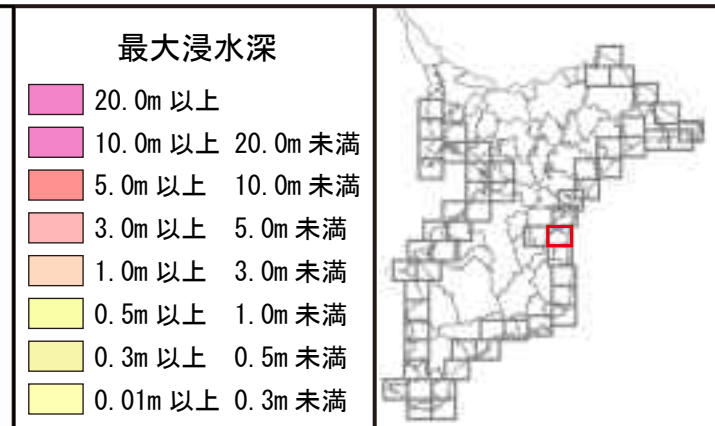 最大浸水深
20.0m 以上
10.0m 以上 20.0m 未満
5.0m 以上 10.0m 未満
3.0m 以上 5.0m 未満
1.0m 以上 3.0m 未満
0.5m 以上 1.0m 未満
0.3m 以上 0.5m 未満
0.01m 以上 0.3m 未満